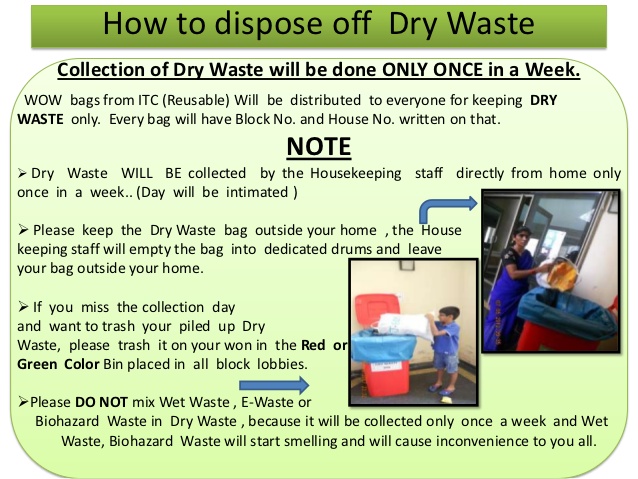 How to dispose off Dry Waste
Collection of Dry Waste will be done ONLY ONCE in a Week.
WOW bags from ITC (Reusable) Will be distributed to everyone for keeping DRY
WASTE only. Every bag will have Block No. and House No. written on that.
NOTE
➢ Dry Waste WILL BE collected by the Housekeeping staff directly from home only
once in a week.. (Day will be intimated )
➢ Please keep the Dry Waste bag outside your home , the House
keeping staff will empty the bag into dedicated drums and leave
your bag outside your home.
➢ If you miss the collection day
and want to trash your piled up Dry
Waste, please trash it on your won in the Red or
Green Color Bin placed in all block lobbies.
➢Please DO NOT mix Wet Waste , E-Waste or
Biohazard Waste in Dry Waste , because it will be collected only once a week and Wet
Waste, Biohazard Waste will start smelling and will cause inconvenience to you all.